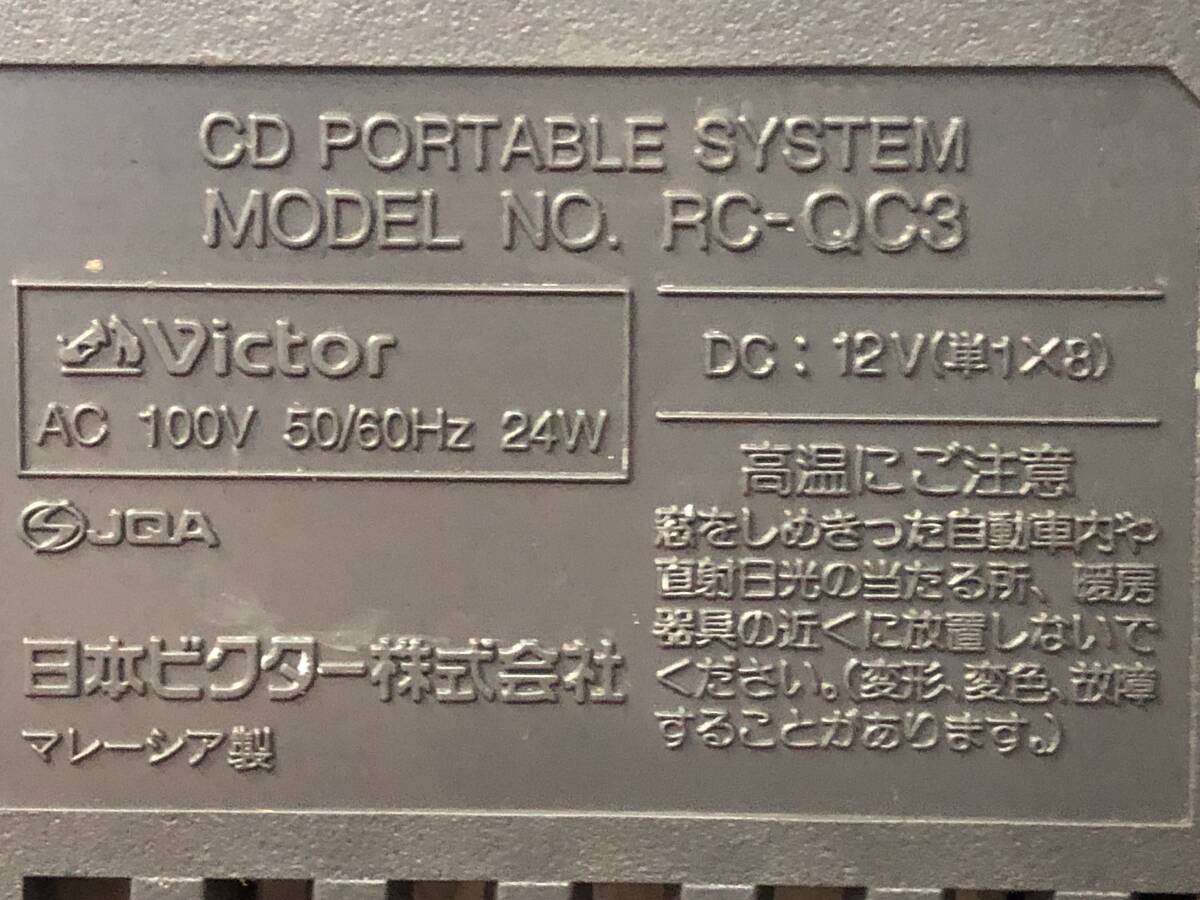 CD PORTABLE SYSTEM
MODEL NO. RC-QC3
Victor
AC 100V 50/60Hz 24W
JQA
日本ビクター株式会社
マレーシア製
DC : 12V(単1×8)
高温にご注意
窓をしめきった自動車内や
直射日光の当たる所、暖房
器具の近くに放置しないで
ください。(変形、変色、故障
することがあります。)